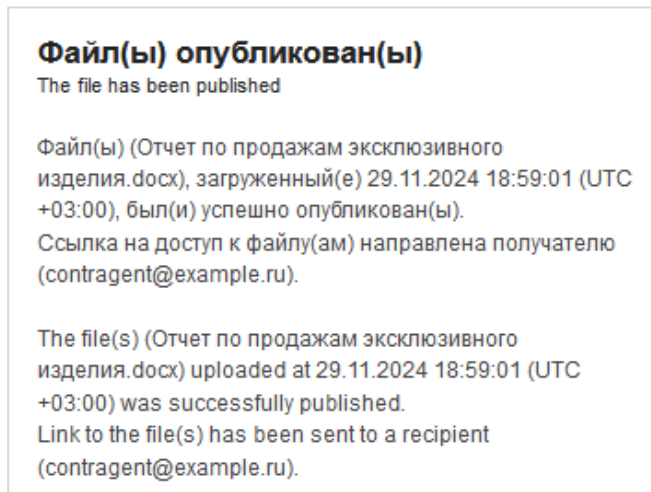 Файл(ы) опубликован(ы)
The file has been published
Файл(ы) (Отчет по продажам эксклюзивного
изделия.docx), загруженный(е) 29.11.2024 18:59:01 (UTC
+03:00), был(и) успешно опубликован(ы).
Ссылка на доступ к файлу(ам) направлена получателю
(contragent@example.ru).
The file(s) (Отчет по продажам эксклюзивного
изделия.docx) uploaded at 29.11.2024 18:59:01 (UTC
+03:00) was successfully published.
Link to the file(s) has been sent to a recipient
(contragent@example.ru).